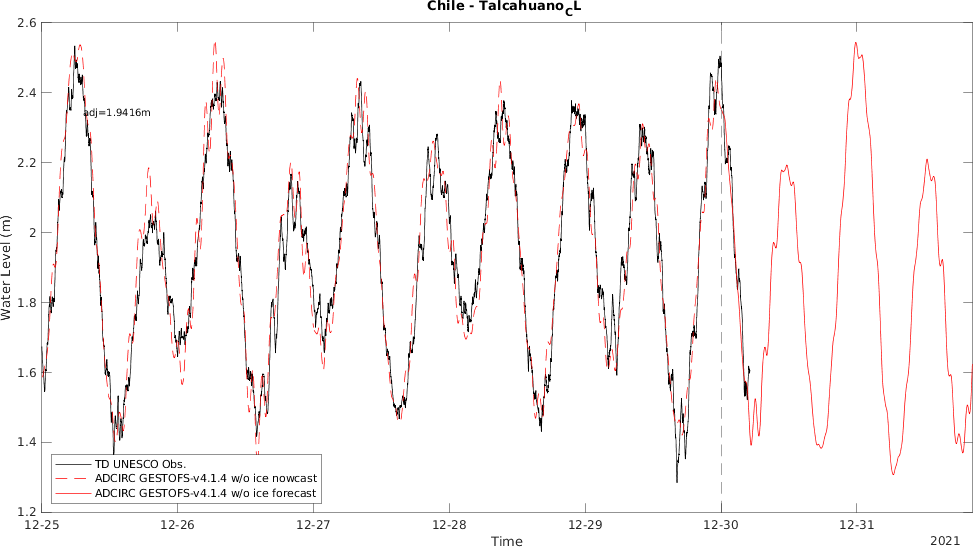 Chile - Talcahuano_CL
2.6
2.4
2.2
2
1.8
1.6
1.4
1.2
Water Level (m)
adj=1.9416m
TD UNESCO Obs.
ADCIRC GESTOFS-v4.1.4 w/o ice nowcast
ADCIRC GESTOFS-v4.1.4 w/o ice forecast
12-25 12-26 12-27 12-28 12-29 12-30 12-31
Time
2021